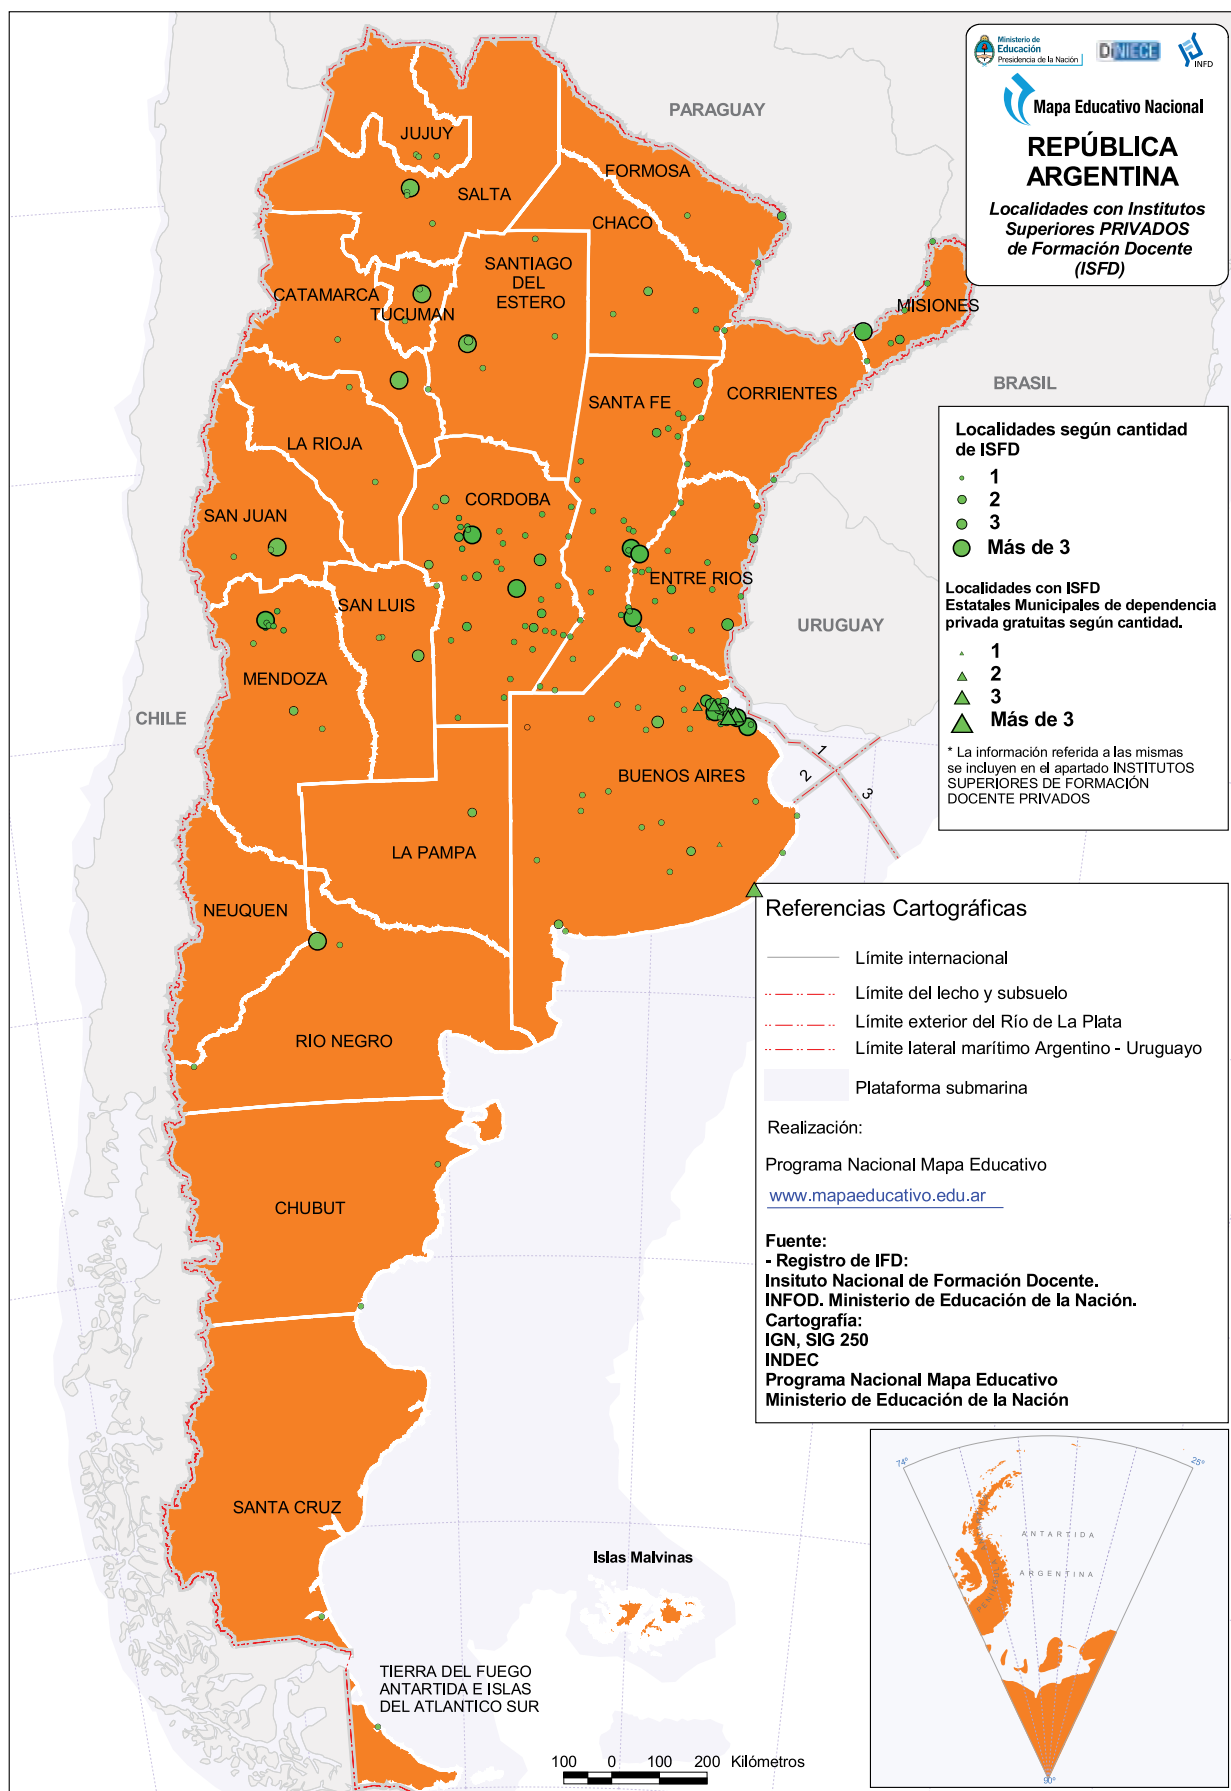 Ministerio de
Educación
Presidencia de la Nación
DiNIECE
INFD
Mapa Educativo Nacional
REPÚBLICA
ARGENTINA
Localidades con Institutos
Superiores PRIVADOS
de Formación Docente
(ISFD)
PARAGUAY
JUJUY
FORMOSA
SALTA
CHACO
SANTIAGO
DEL
ESTERO
CATAMARCA
TUCUMAN
MISIONES
BRASIL
CORRIENTES
SANTA FE
LA RIOJA
CORDOBA
SAN JUAN
ENTRE RIOS
SAN LUIS
URUGUAY
MENDOZA
CHILE
BUENOS AIRES
1
2
3
LA PAMPA
NEUQUEN
RIO NEGRO
CHUBUT
SANTA CRUZ
Islas Malvinas
TIERRA DEL FUEGO
ANTARTIDA E ISLAS
DEL ATLANTICO SUR
100 0 100 200 Kilómetros
Localidades según cantidad
de ISFD
1
2
3
Más de 3
Localidades con ISFD
Estatales Municipales de dependencia
privada gratuitas según cantidad.
1
2
3
Más de 3
* La información referida a las mismas
se incluyen en el apartado INSTITUTOS
SUPERIORES DE FORMACIÓN
DOCENTE PRIVADOS
Referencias Cartográficas
Límite internacional
Límite del lecho y subsuelo
Límite exterior del Río de La Plata
Límite lateral marítimo Argentino - Uruguayo
Plataforma submarina
Realización:
Programa Nacional Mapa Educativo
www.mapaeducativo.edu.ar
Fuente:
- Registro de IFD:
Insituto Nacional de Formación Docente.
INFOD. Ministerio de Educación de la Nación.
Cartografía:
IGN, SIG 250
INDEC
Programa Nacional Mapa Educativo
Ministerio de Educación de la Nación
74º
25º
ANTARTIDA
ARGENTINA
PENINSULA
90º